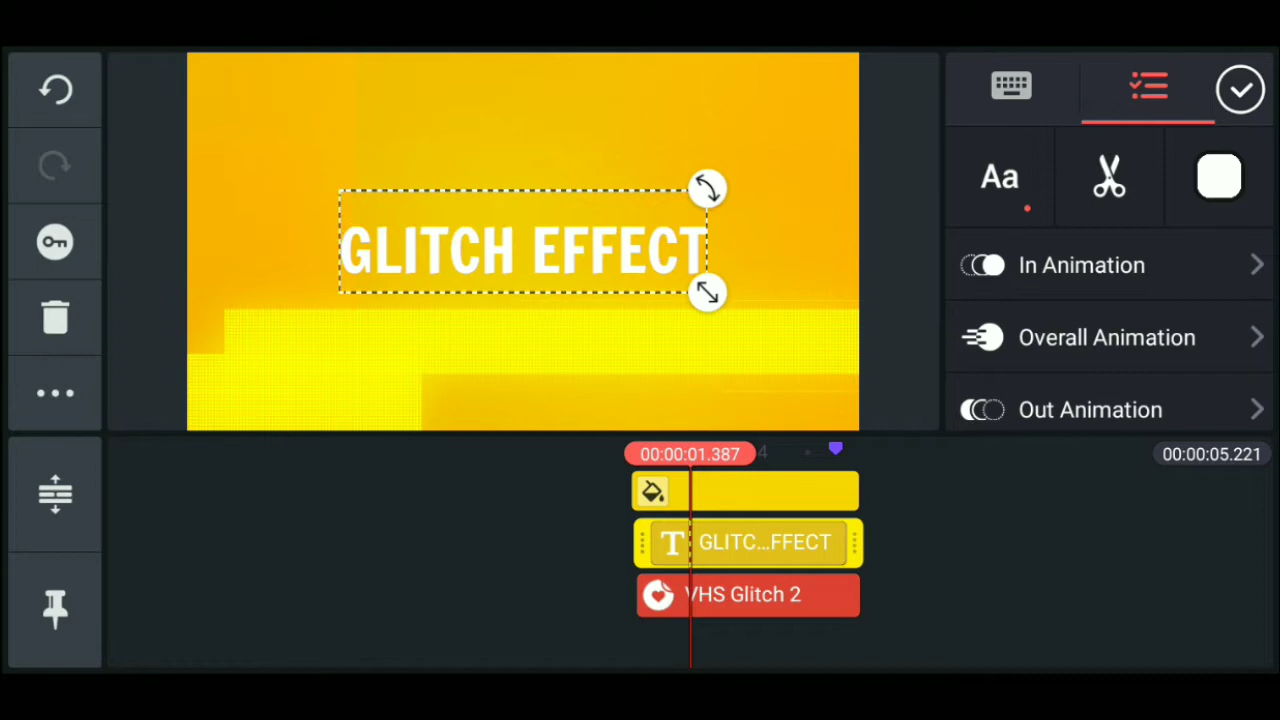 GLITCH EFFECT
Aa
In Animation
Overall Animation
Out Animation
00:00:01.387
4
00:00:05.221
T GLITC...FFECT
VHS Glitch 2